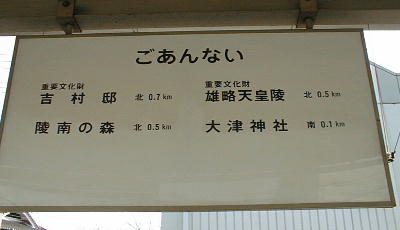 ごあんない
重要文化財
吉村邸 北 0.7km
重要文化財
雄略天皇陵 北 0.5km
陵南の森 北 0.5km
大津神社 南 0.1km